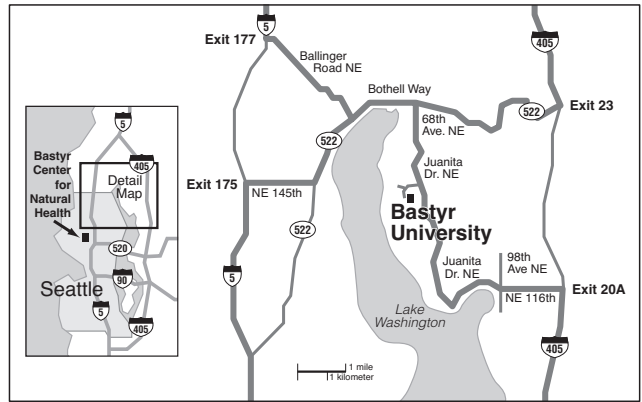 5
405
Exit 177
Ballinger
Road NE
Bothell Way
Exit 23
522
68th
Ave. NE
522
5
405
Bastyr
Center
for
Natural
Health
Detail
Map
Juanita
Dr. NE
Exit 175
NE 145th
Bastyr
University
522
520
98th
Ave NE
Juanita
Dr. NE
90
5
Seattle
NE 116th
Exit 20A
Lake
Washington
5
405
405
1 mile
1 kilometer